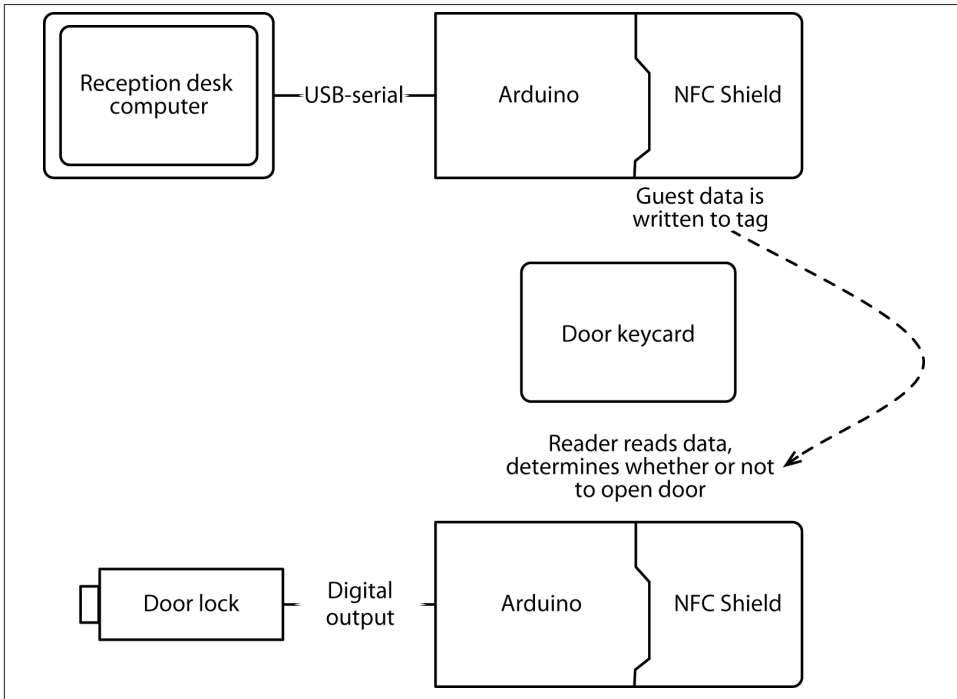 Reception desk
computer
USB-serial
Arduino
NFC Shield
Guest data is
written to tag
Door keycard
Reader reads data,
determines whether or not
to open door
Door lock
Digital
output
Arduino
NFC Shield